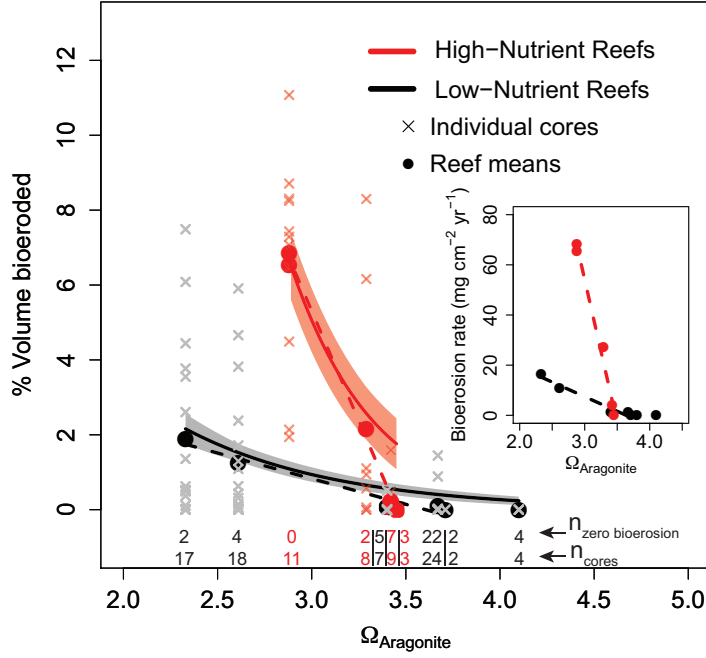 High−Nutrient Reefs
Low−Nutrient Reefs
Individual cores
Reef means
% Volume bioeroded
12
10
8
6
4
2
0
Bioerosion rate (mg cm−2 yr−1)
80
60
40
20
0
2.0 3.0 4.0
ΩAragonite
2 4 0 2 5 7 3 22 2 4 nzero bioerosion
17 18 11 8 7 9 3 24 2 4 ncores
2.0 2.5 3.0 3.5 4.0 4.5 5.0
ΩAragonite